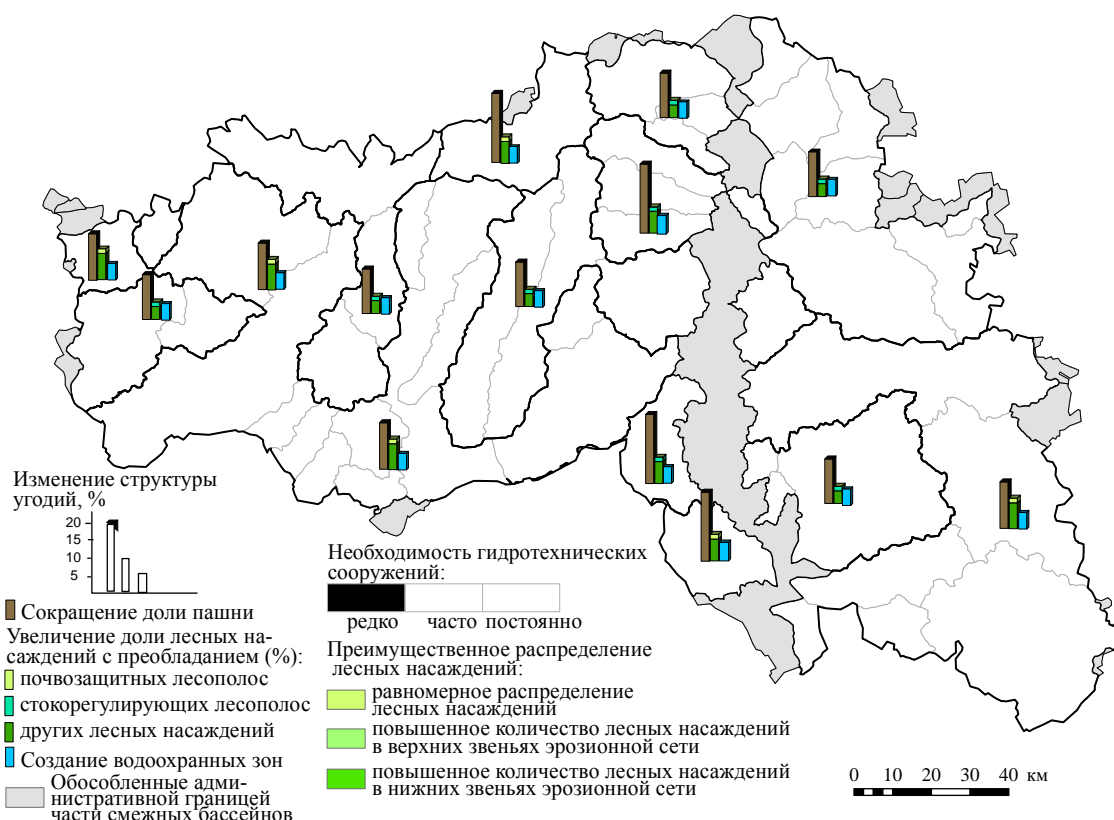 Изменение структуры
угодий, %
20
15
10
5
Сокращение доли пашни
Увеличение доли лесных на-
саждений с преобладанием (%):
почвозащитных лесополос
стокорегулирующих лесополос
других лесных насаждений
Создание водоохранных зон
Обособленные адми-
нистративной границей
части смежных бассейнов
Необходимость гидротехнических
сооружений:
редко часто постоянно
Преимущественное распределение
лесных насаждений:
равномерное распределение
лесных насаждений
повышенное количество лесных насаждений
в верхних звеньях эрозионной сети
повышенное количество лесных насаждений
в нижних звеньях эрозионной сети
0 10 20 30 40 км